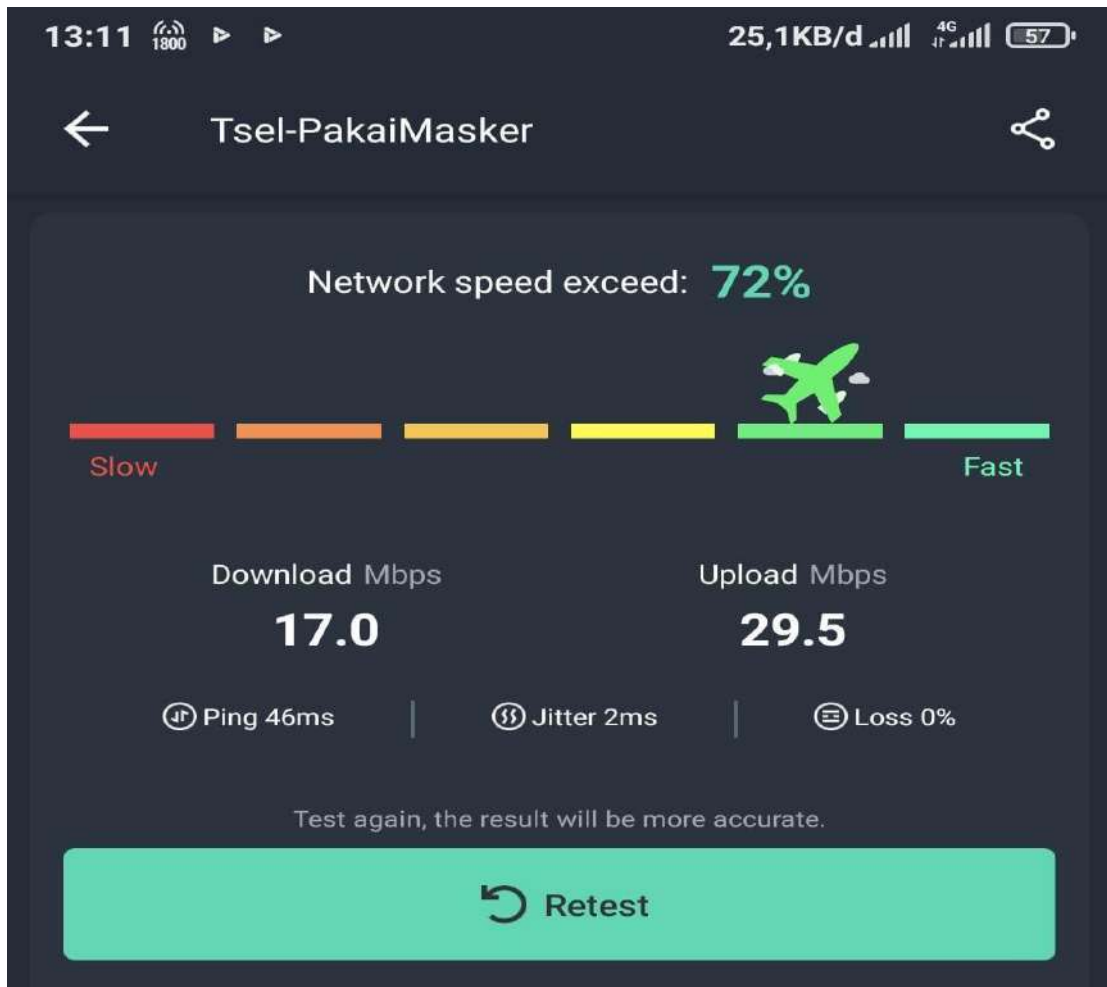 13:11 1800 25,1KB/d 4G 57
Tsel-PakaiMasker
Network speed exceed: 72%
Slow Fast
Download Mbps Upload Mbps
17.0 29.5
Ping 46ms Jitter 2ms Loss 0%
Test again, the result will be more accurate.
Retest